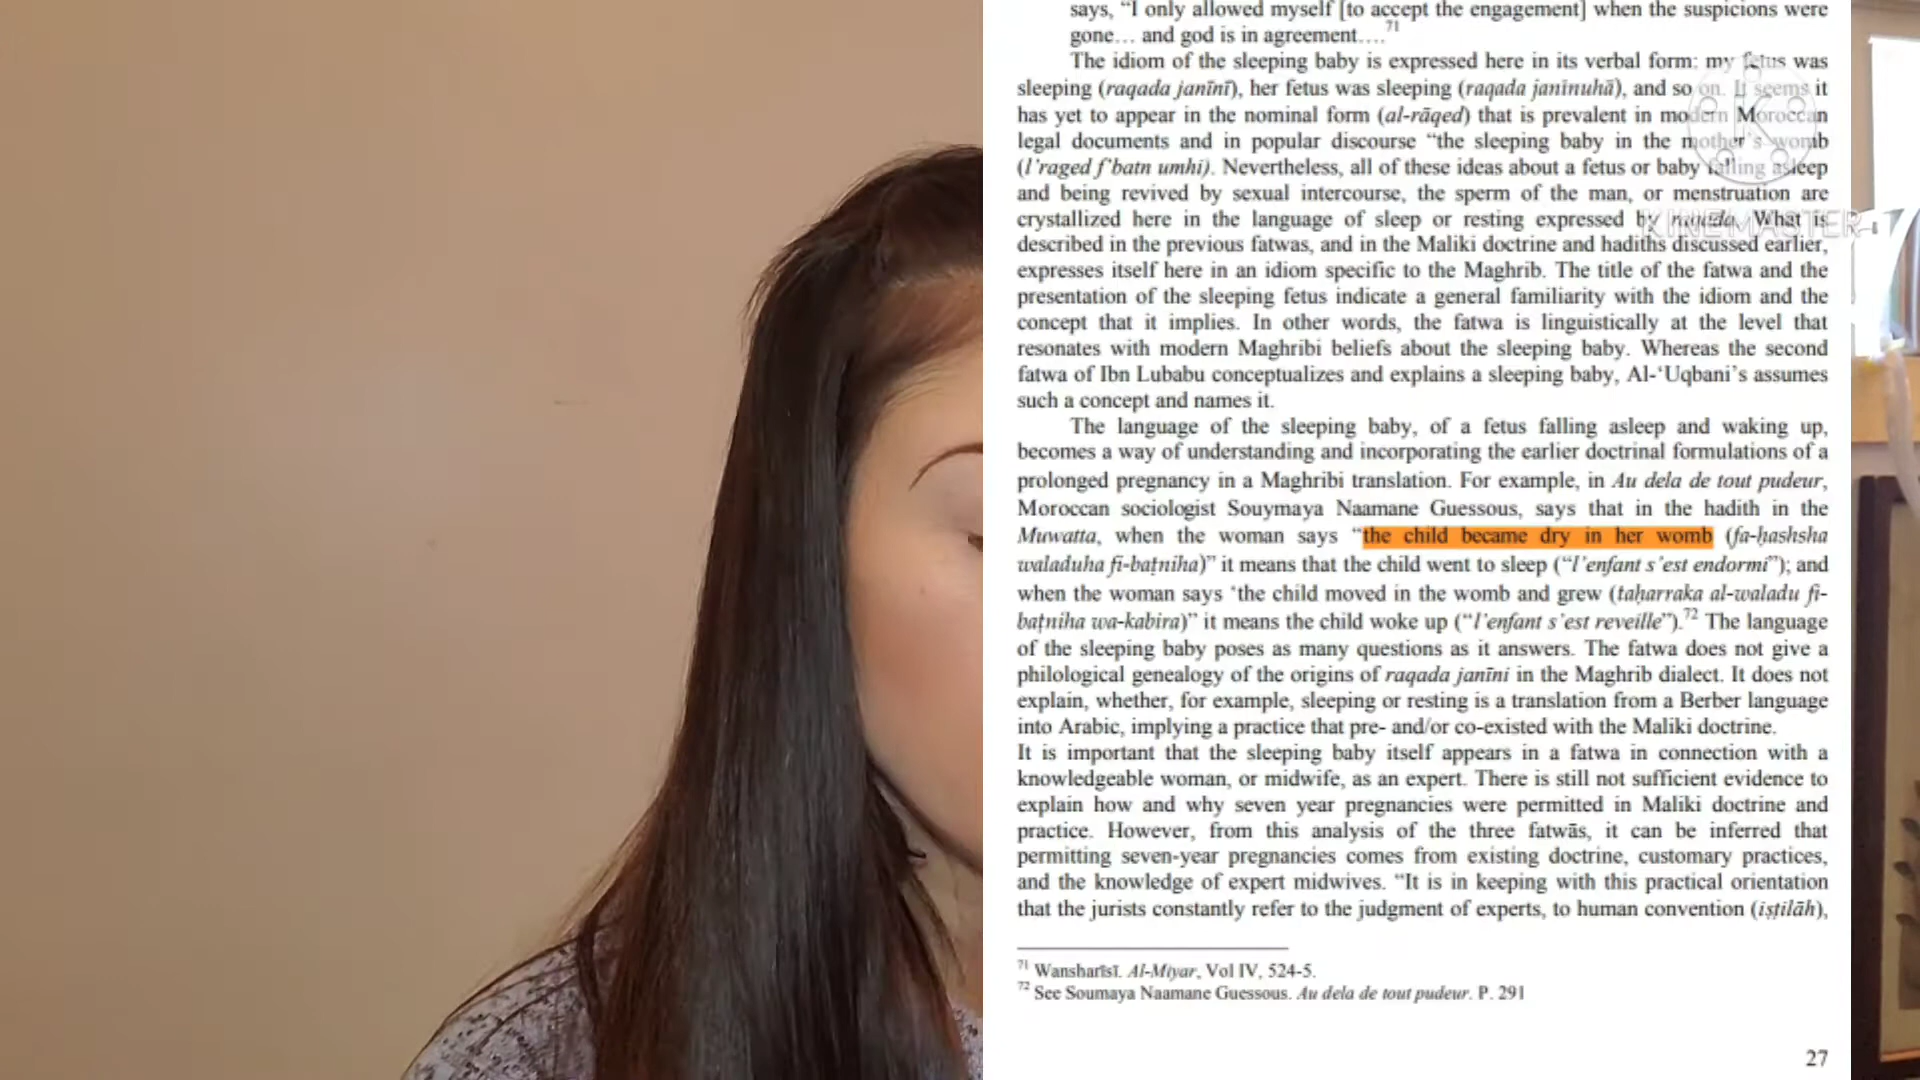 says, “I only allowed myself [to accept the engagement] when the suspicions were
gone… and god is in agreement….71
The idiom of the sleeping baby is expressed here in its verbal form: my fetus was
sleeping (raqada janīnī), her fetus was sleeping (raqada janīnuhā), and so on. It seems it
has yet to appear in the nominal form (al-rāqed) that is prevalent in modern Moroccan
legal documents and in popular discourse “the sleeping baby in the mother’s womb
(l’raged f’batn umhi). Nevertheless, all of these ideas about a fetus or baby falling asleep
and being revived by sexual intercourse, the sperm of the man, or menstruation are
crystallized here in the language of sleep or resting expressed by raqada. What is
described in the previous fatwas, and in the Maliki doctrine and hadiths discussed earlier,
expresses itself here in an idiom specific to the Maghrib. The title of the fatwa and the
presentation of the sleeping fetus indicate a general familiarity with the idiom and the
concept that it implies. In other words, the fatwa is linguistically at the level that
resonates with modern Maghribi beliefs about the sleeping baby. Whereas the second
fatwa of Ibn Lubabu conceptualizes and explains a sleeping baby, Al-‘Uqbani’s assumes
such a concept and names it.
The language of the sleeping baby, of a fetus falling asleep and waking up,
becomes a way of understanding and incorporating the earlier doctrinal formulations of a
prolonged pregnancy in a Maghribi translation. For example, in Au dela de tout pudeur,
Moroccan sociologist Souymaya Naamane Guessous, says that in the hadith in the
Muwatta, when the woman says “the child became dry in her womb (fa-ḥashsha
waladuha fi-baṭniha)” it means that the child went to sleep (“l’enfant s’est endormi”); and
when the woman says ‘the child moved in the womb and grew (taḥarraka al-waladu fi-
baṭniha wa-kabira)” it means the child woke up (“l’enfant s’est reveille”).72 The language
of the sleeping baby poses as many questions as it answers. The fatwa does not give a
philological genealogy of the origins of raqada janīni in the Maghrib dialect. It does not
explain, whether, for example, sleeping or resting is a translation from a Berber language
into Arabic, implying a practice that pre- and/or co-existed with the Maliki doctrine.
It is important that the sleeping baby itself appears in a fatwa in connection with a
knowledgeable woman, or midwife, as an expert. There is still not sufficient evidence to
explain how and why seven year pregnancies were permitted in Maliki doctrine and
practice. However, from this analysis of the three fatwās, it can be inferred that
permitting seven-year pregnancies comes from existing doctrine, customary practices,
and the knowledge of expert midwives. “It is in keeping with this practical orientation
that the jurists constantly refer to the judgment of experts, to human convention (iṣṭilāh),
71 Wansharīsī. Al-Miyar, Vol IV, 524-5.
72 See Soumaya Naamane Guessous. Au dela de tout pudeur. P. 291
27
K
KINEMASTER